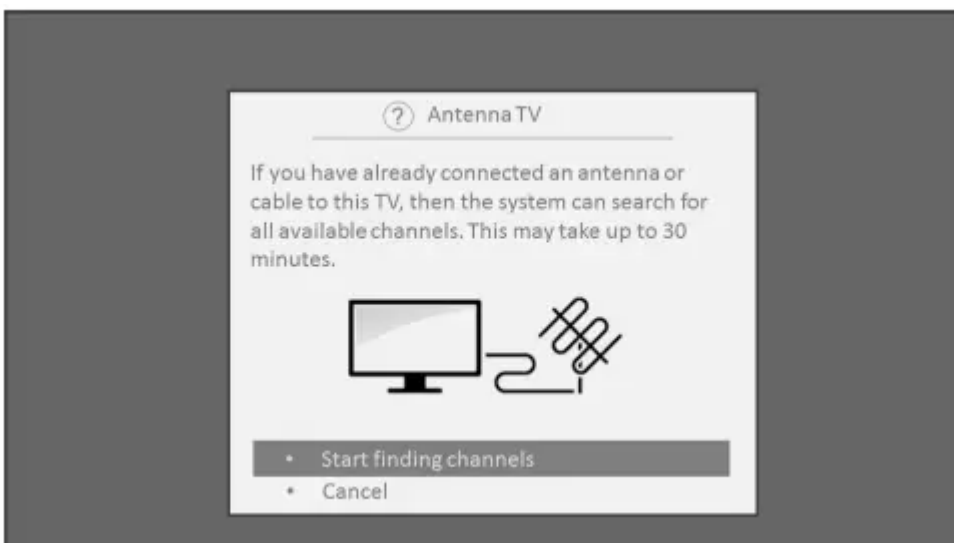 ? Antenna TV
If you have already connected an antenna or
cable to this TV, then the system can search for
all available channels. This may take up to 30
minutes.
• Start finding channels
• Cancel